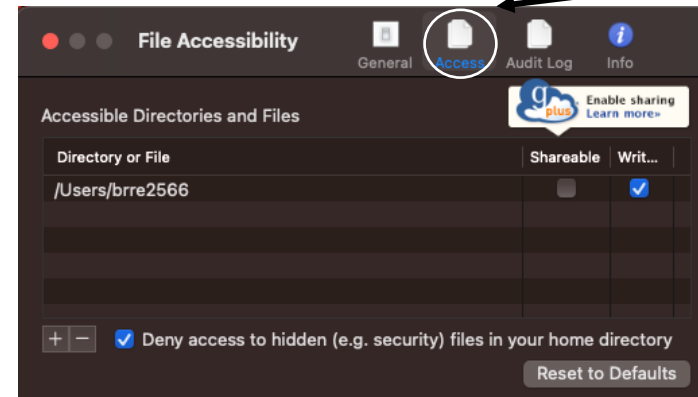 File Accessibility
General
Access
Audit Log
Info
Accessible Directories and Files
g plus
Enable sharing
Learn more»
Directory or File
Shareable
Writ...
/Users/brre2566
+ −
Deny access to hidden (e.g. security) files in your home directory
Reset to Defaults